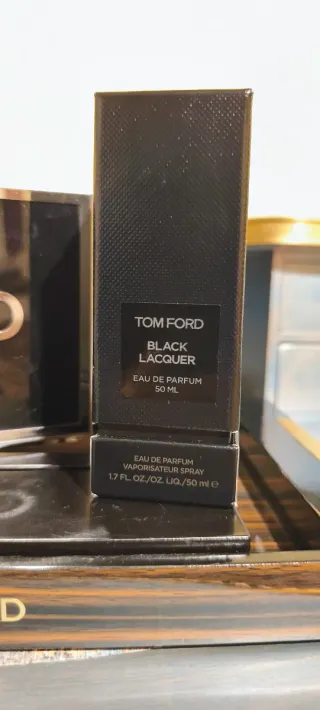 TOM FORD
BLACK
LACQUER
EAU DE PARFUM
50 ML
EAU DE PARFUM
VAPORISATEUR SPRAY
1.7 FL. OZ./OZ. LIQ./50 ml ℮
D